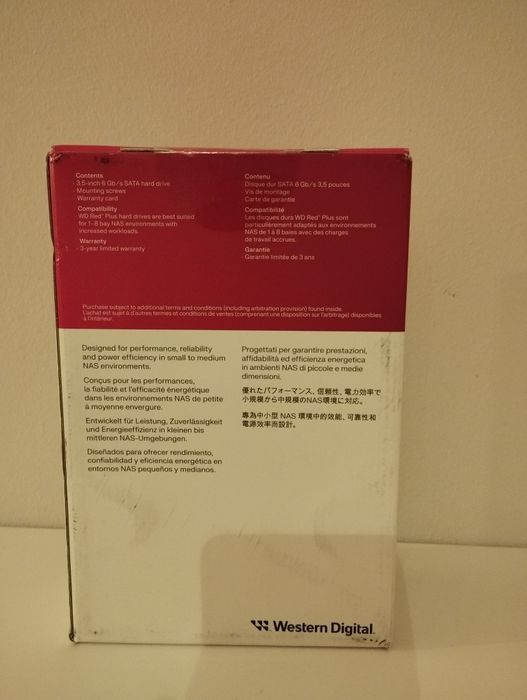 Contents
· 3.5-inch 6 Gb/s SATA hard drive
· Mounting screws
· Warranty card
Compatibility
WD Red® Plus hard drives are best suited
for 1–8 bay NAS environments with
increased workloads.
Warranty
· 3-year limited warranty
Contenu
· Disque dur SATA 6 Gb/s 3,5 pouces
· Vis de montage
· Carte de garantie
Compatibilité
Les disques durs WD Red® Plus sont
particulièrement adaptés aux environnements
NAS de 1 à 8 baies avec des charges
de travail accrues.
Garantie
· Garantie limitée de 3 ans
Purchase subject to additional terms and conditions (including arbitration provision) found inside.
L'achat est sujet à d'autres termes et conditions de ventes (comprenant une disposition sur l'arbitrage) disponibles
à l'intérieur.
Designed for performance, reliability
and power efficiency in small to medium
NAS environments.
Conçus pour les performances,
la fiabilité et l'efficacité énergétique
dans les environnements NAS de petite
à moyenne envergure.
Entwickelt für Leistung, Zuverlässigkeit
und Energieeffizienz in kleinen bis
mittleren NAS-Umgebungen.
Diseñados para ofrecer rendimiento,
confiabilidad y eficiencia energética en
entornos NAS pequeños y medianos.
Progettati per garantire prestazioni,
affidabilità ed efficienza energetica
in ambienti NAS di piccole e medie
dimensioni.
優れたパフォーマンス、信頼性、電力効率で
小規模から中規模のNAS環境に対応。
專為中小型 NAS 環境中的效能、可靠性和
電源效率而設計。
Western Digital.